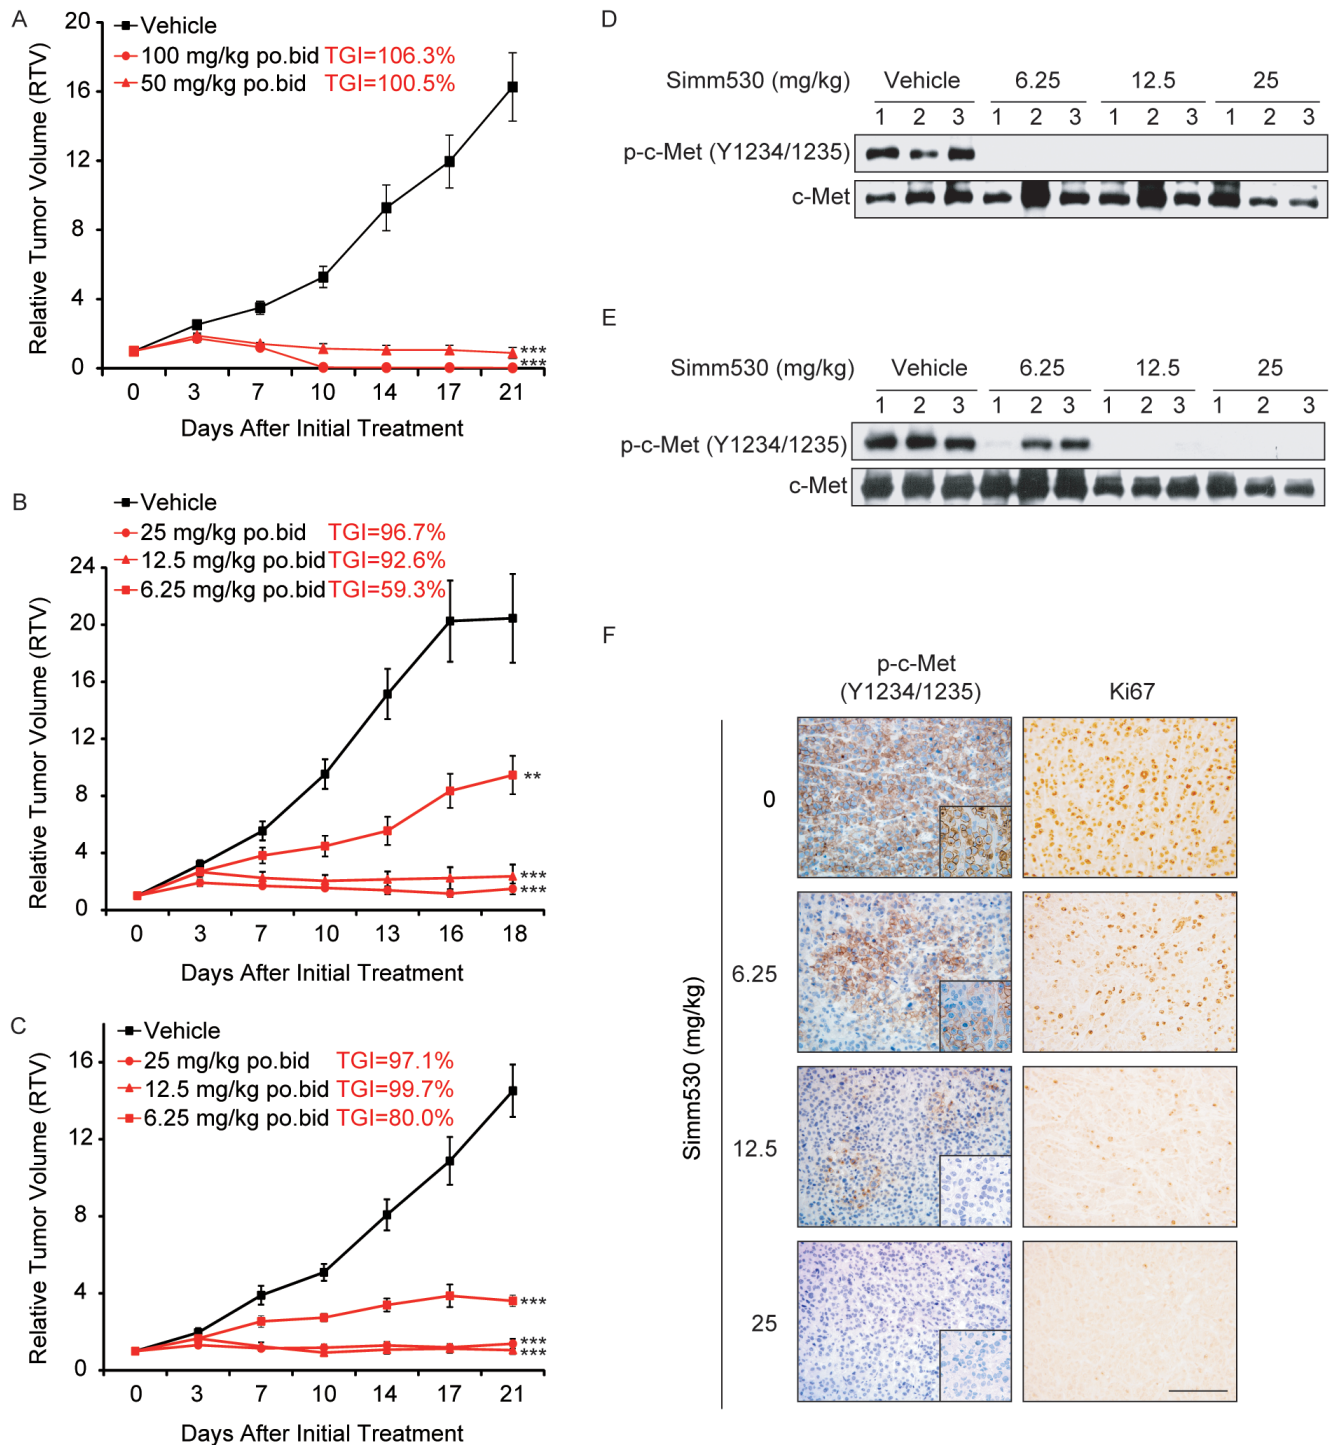 A
Vehicle
100 mg/kg po.bid TGI=106.3%
50 mg/kg po.bid TGI=100.5%
Relative Tumor Volume (RTV)
20
16
12
8
4
0
0 3 7 10 14 17 21
***
***
Days After Initial Treatment
B
Vehicle
25 mg/kg po.bid TGI=96.7%
12.5 mg/kg po.bid TGI=92.6%
6.25 mg/kg po.bid TGI=59.3%
Relative Tumor Volume (RTV)
24
20
16
12
8
4
0
0 3 7 10 13 16 18
**
***
***
Days After Initial Treatment
C
Vehicle
25 mg/kg po.bid TGI=97.1%
12.5 mg/kg po.bid TGI=99.7%
6.25 mg/kg po.bid TGI=80.0%
Relative Tumor Volume (RTV)
16
12
8
4
0
0 3 7 10 14 17 21
***
***
***
Days After Initial Treatment
D
Simm530 (mg/kg) Vehicle 6.25 12.5 25
1 2 3 1 2 3 1 2 3 1 2 3
p-c-Met (Y1234/1235)
c-Met
E
Simm530 (mg/kg) Vehicle 6.25 12.5 25
1 2 3 1 2 3 1 2 3 1 2 3
p-c-Met (Y1234/1235)
c-Met
F
p-c-Met
(Y1234/1235)
Ki67
Simm530 (mg/kg)
0
6.25
12.5
25